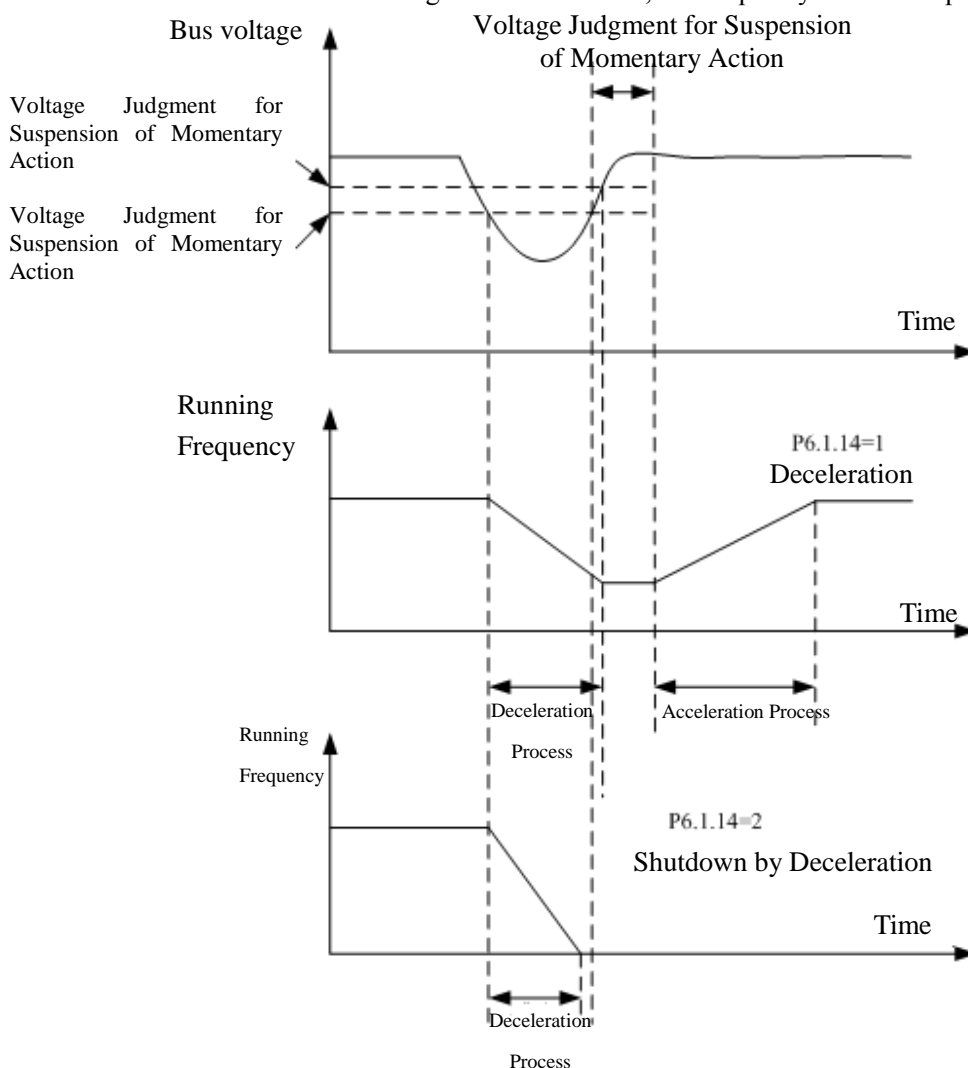 Bus voltage
Voltage Judgment for Suspension
of Momentary Action
Voltage Judgment for
Suspension of Momentary
Action
Voltage Judgment for
Suspension of Momentary
Action
Time
Running
Frequency
P6.1.14=1
Deceleration
Time
Deceleration
Process
Acceleration Process
Running
Frequency
P6.1.14=2
Shutdown by Deceleration
Time
Deceleration
Process